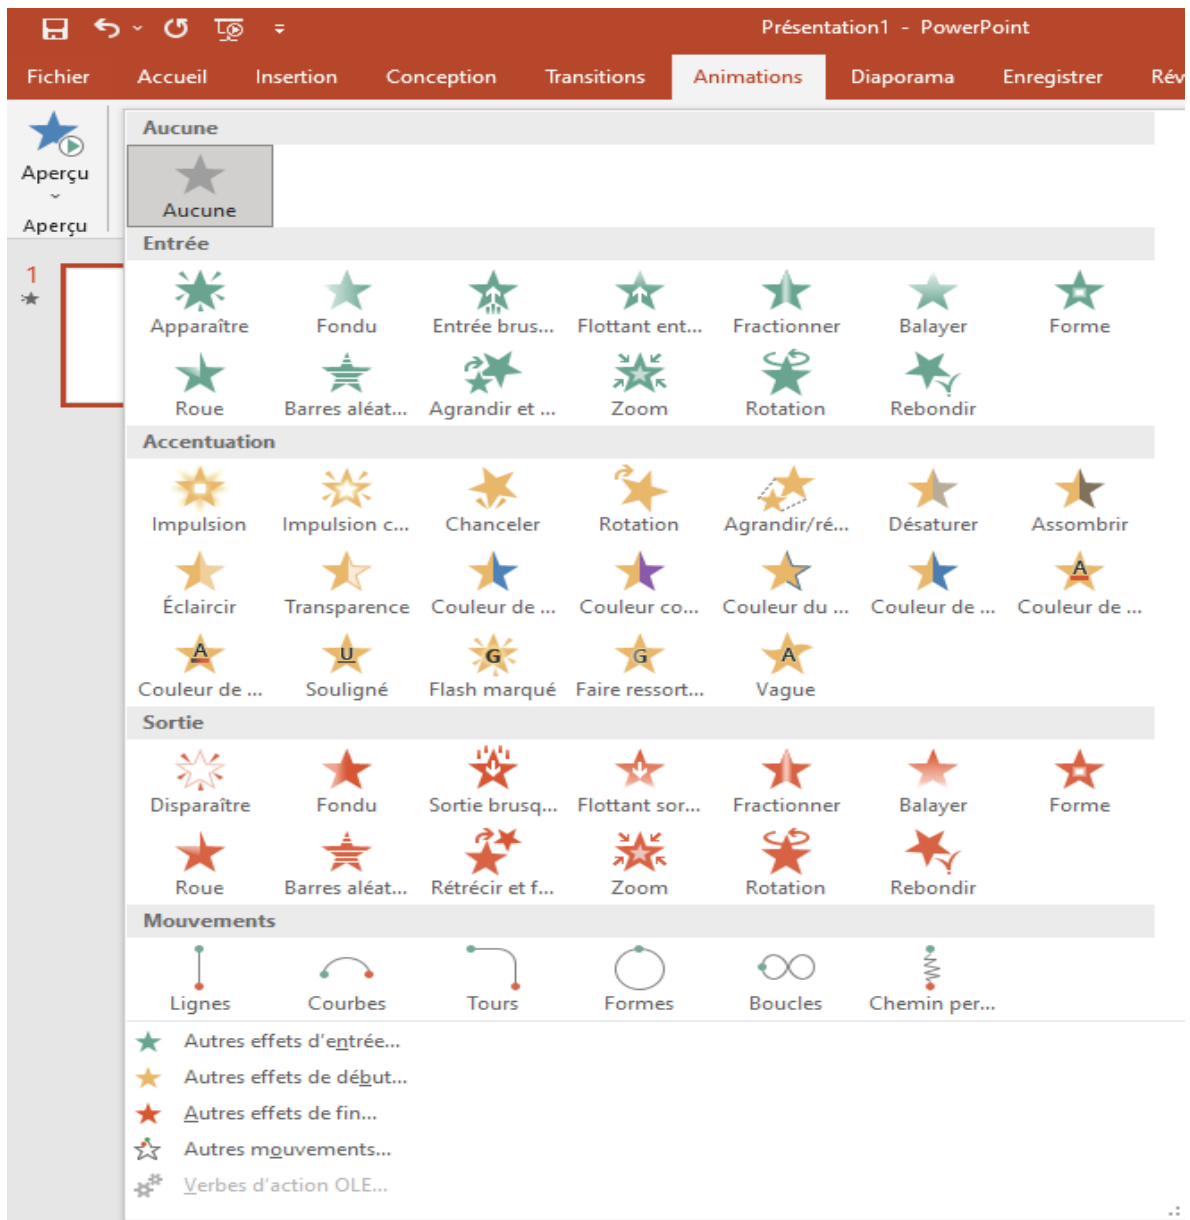 Présentation1 - PowerPoint
Fichier Accueil Insertion Conception Transitions Animations Diaporama Enregistrer Rév
Aperçu
Aperçu
Aucune
Aucune
Entrée
1
Apparaître Fondu Entrée brus... Flottant ent... Fractionner Balayer Forme
Roue Barres aléat... Agrandir et ... Zoom Rotation Rebondir
Accentuation
Impulsion Impulsion c... Chanceler Rotation Agrandir/ré... Désaturer Assombrir
Éclaircir Transparence Couleur de ... Couleur co... Couleur du ... Couleur de ... Couleur de ...
Couleur de ... Souligné Flash marqué Faire ressort... Vague
Sortie
Disparaître Fondu Sortie brusq... Flottant sor... Fractionner Balayer Forme
Roue Barres aléat... Rétrécir et f... Zoom Rotation Rebondir
Mouvements
Lignes Courbes Tours Formes Boucles Chemin per...
Autres effets d'entrée...
Autres effets de début...
Autres effets de fin...
Autres mouvements...
Verbes d'action OLE...